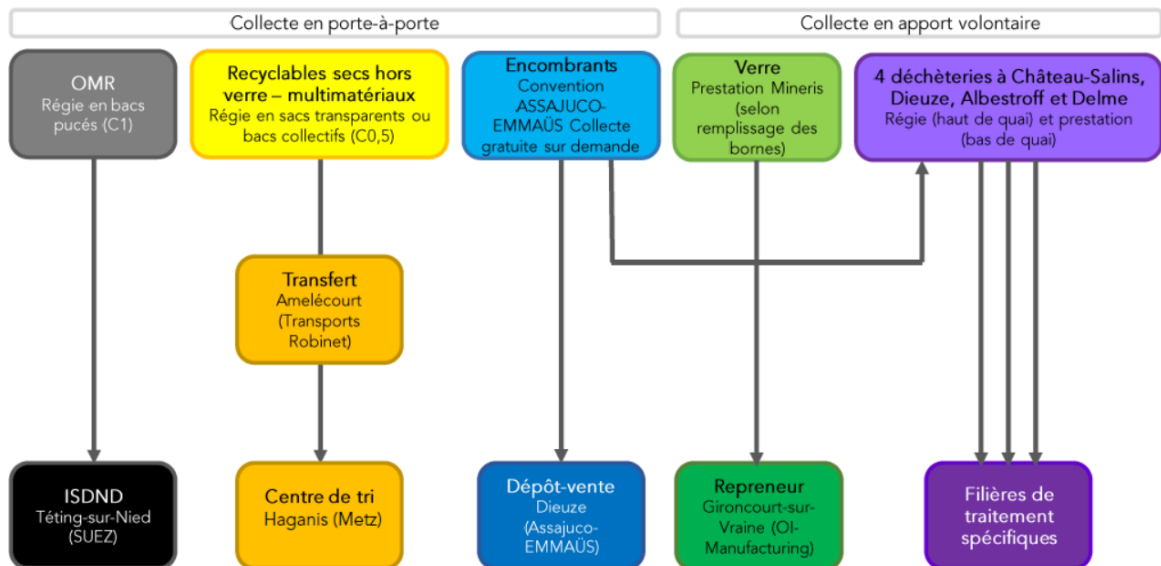 Collecte en porte-à-porte
Collecte en apport volontaire
OMR
Régie en bacs
pucés (C1)
Recyclables secs hors
verre – multimatériaux
Régie en sacs transparents ou
bacs collectifs (C0,5)
Encombrants
Convention
ASSAJUCO-
EMMAÜS Collecte
gratuite sur demande
Verre
Prestation Mineris
(selon
remplissage des
bornes)
4 déchèteries à Château-Salins,
Dieuze, Albestroff et Delme
Régie (haut de quai) et prestation
(bas de quai)
Transfert
Amelécourt
(Transports
Robinet)
ISDND
Téting-sur-Nied
(SUEZ)
Centre de tri
Haganis (Metz)
Dépôt-vente
Dieuze
(Assajuco-
EMMAÜS)
Repreneur
Gironcourt-sur-
Vraine (OI-
Manufacturing)
Filières de
traitement
spécifiques